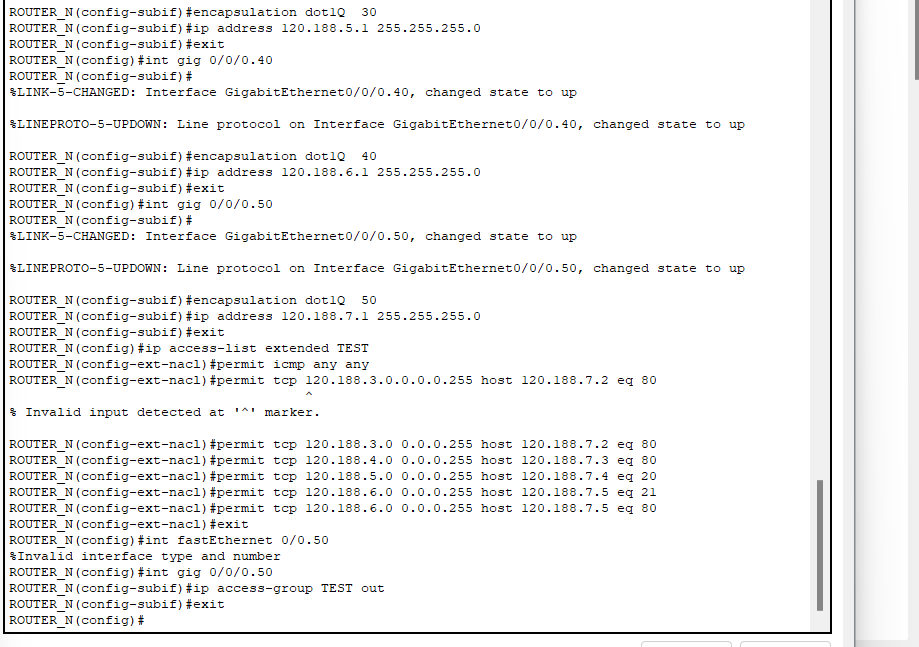 ROUTER_N(config-subif)#encapsulation dot1Q  30
ROUTER_N(config-subif)#ip address 120.188.5.1 255.255.255.0
ROUTER_N(config-subif)#exit
ROUTER_N(config)#int gig 0/0/0.40
ROUTER_N(config-subif)#
%LINK-5-CHANGED: Interface GigabitEthernet0/0/0.40, changed state to up
%LINEPROTO-5-UPDOWN: Line protocol on Interface GigabitEthernet0/0/0.40, changed state to up
ROUTER_N(config-subif)#encapsulation dot1Q  40
ROUTER_N(config-subif)#ip address 120.188.6.1 255.255.255.0
ROUTER_N(config-subif)#exit
ROUTER_N(config)#int gig 0/0/0.50
ROUTER_N(config-subif)#
%LINK-5-CHANGED: Interface GigabitEthernet0/0/0.50, changed state to up
%LINEPROTO-5-UPDOWN: Line protocol on Interface GigabitEthernet0/0/0.50, changed state to up
ROUTER_N(config-subif)#encapsulation dot1Q  50
ROUTER_N(config-subif)#ip address 120.188.7.1 255.255.255.0
ROUTER_N(config-subif)#exit
ROUTER_N(config)#ip access-list extended TEST
ROUTER_N(config-ext-nacl)#permit icmp any any
ROUTER_N(config-ext-nacl)#permit tcp 120.188.3.0.0.0.0.255 host 120.188.7.2 eq 80
^
% Invalid input detected at '^' marker.
ROUTER_N(config-ext-nacl)#permit tcp 120.188.3.0 0.0.0.255 host 120.188.7.2 eq 80
ROUTER_N(config-ext-nacl)#permit tcp 120.188.4.0 0.0.0.255 host 120.188.7.3 eq 80
ROUTER_N(config-ext-nacl)#permit tcp 120.188.5.0 0.0.0.255 host 120.188.7.4 eq 20
ROUTER_N(config-ext-nacl)#permit tcp 120.188.6.0 0.0.0.255 host 120.188.7.5 eq 21
ROUTER_N(config-ext-nacl)#permit tcp 120.188.6.0 0.0.0.255 host 120.188.7.5 eq 80
ROUTER_N(config-ext-nacl)#exit
ROUTER_N(config)#int fastEthernet 0/0.50
%Invalid interface type and number
ROUTER_N(config)#int gig 0/0/0.50
ROUTER_N(config-subif)#ip access-group TEST out
ROUTER_N(config-subif)#exit
ROUTER_N(config)#